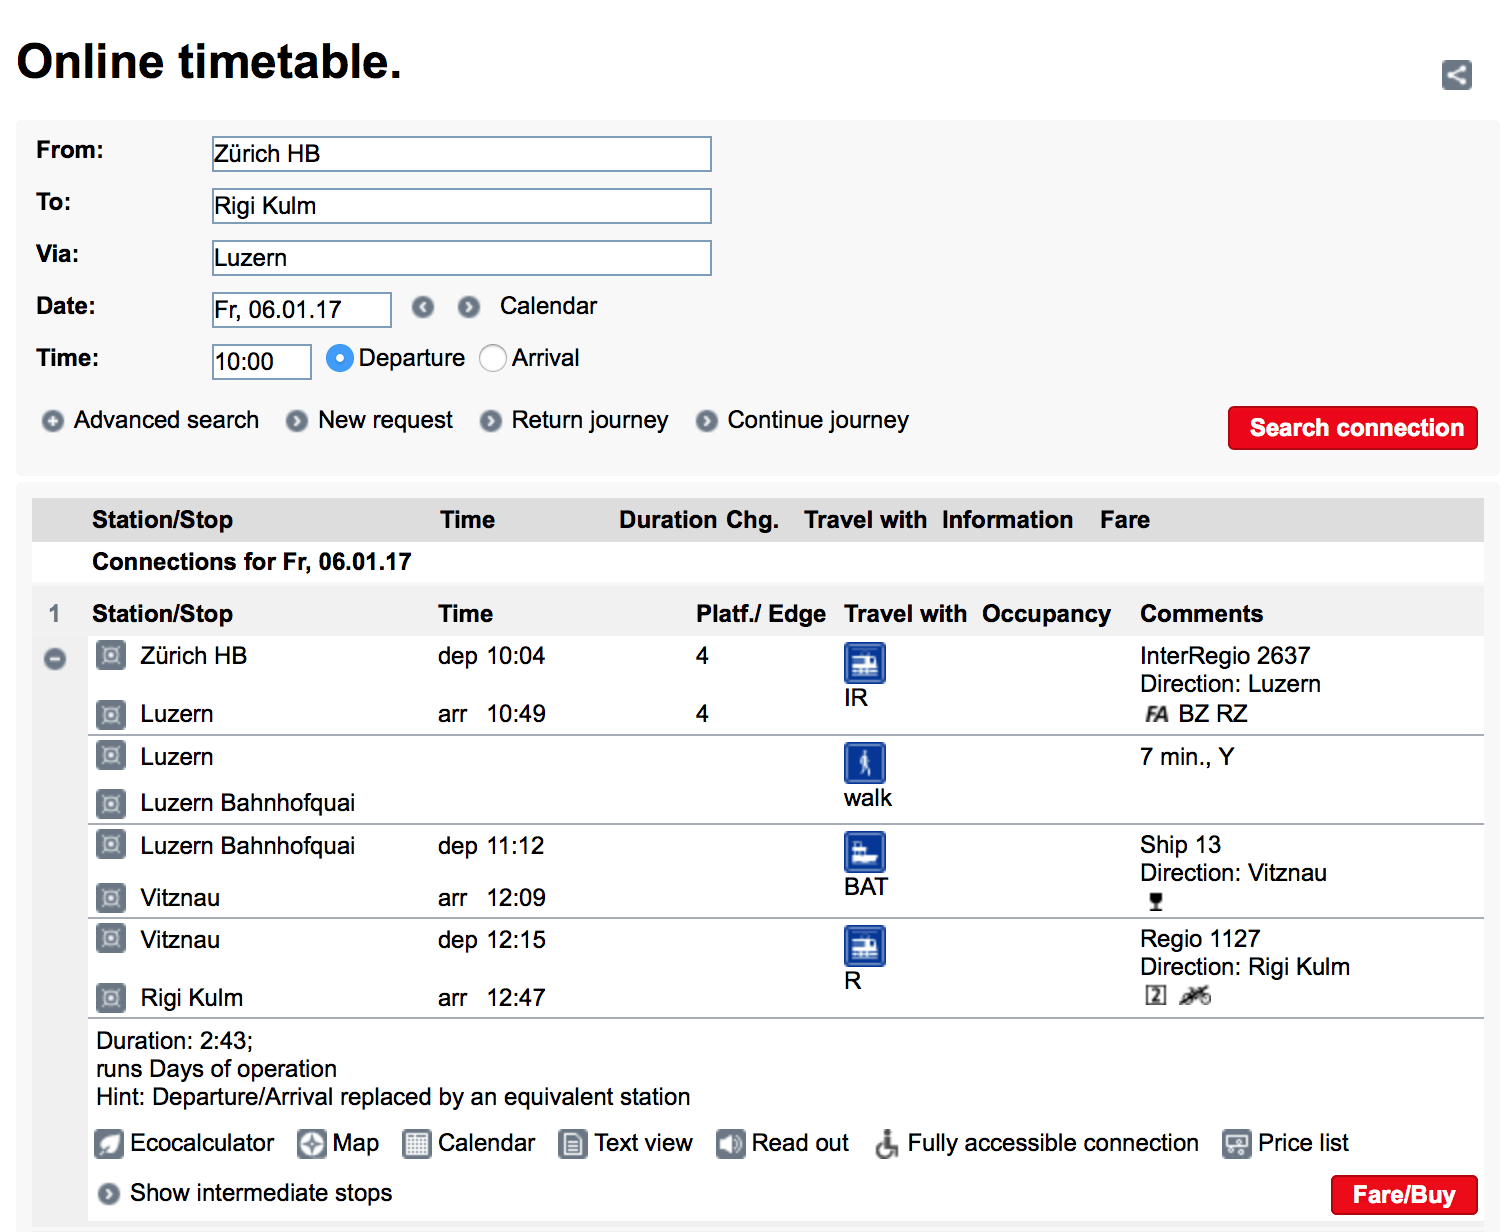 Online timetable.
From: Zürich HB
To: Rigi Kulm
Via: Luzern
Date: Fr, 06.01.17 Calendar
Time: 10:00 Departure Arrival
Advanced search New request Return journey Continue journey Search connection
Station/Stop Time Duration Chg. Travel with Information Fare
Connections for Fr, 06.01.17
1 Station/Stop Time Platf./ Edge Travel with Occupancy Comments
Zürich HB dep 10:04 4 InterRegio 2637
Direction: Luzern
IR
Luzern arr 10:49 4 FA BZ RZ
Luzern 7 min., Y
walk
Luzern Bahnhofquai
Luzern Bahnhofquai dep 11:12 Ship 13
Direction: Vitznau
BAT
Vitznau arr 12:09
Vitznau dep 12:15 Regio 1127
Direction: Rigi Kulm
R
Rigi Kulm arr 12:47 2
Duration: 2:43;
runs Days of operation
Hint: Departure/Arrival replaced by an equivalent station
Ecocalculator Map Calendar Text view Read out Fully accessible connection Price list
Show intermediate stops Fare/Buy